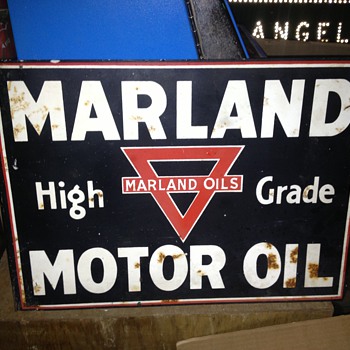 ANGEL
MARLAND
High
MARLAND OILS
Grade
MOTOR OIL